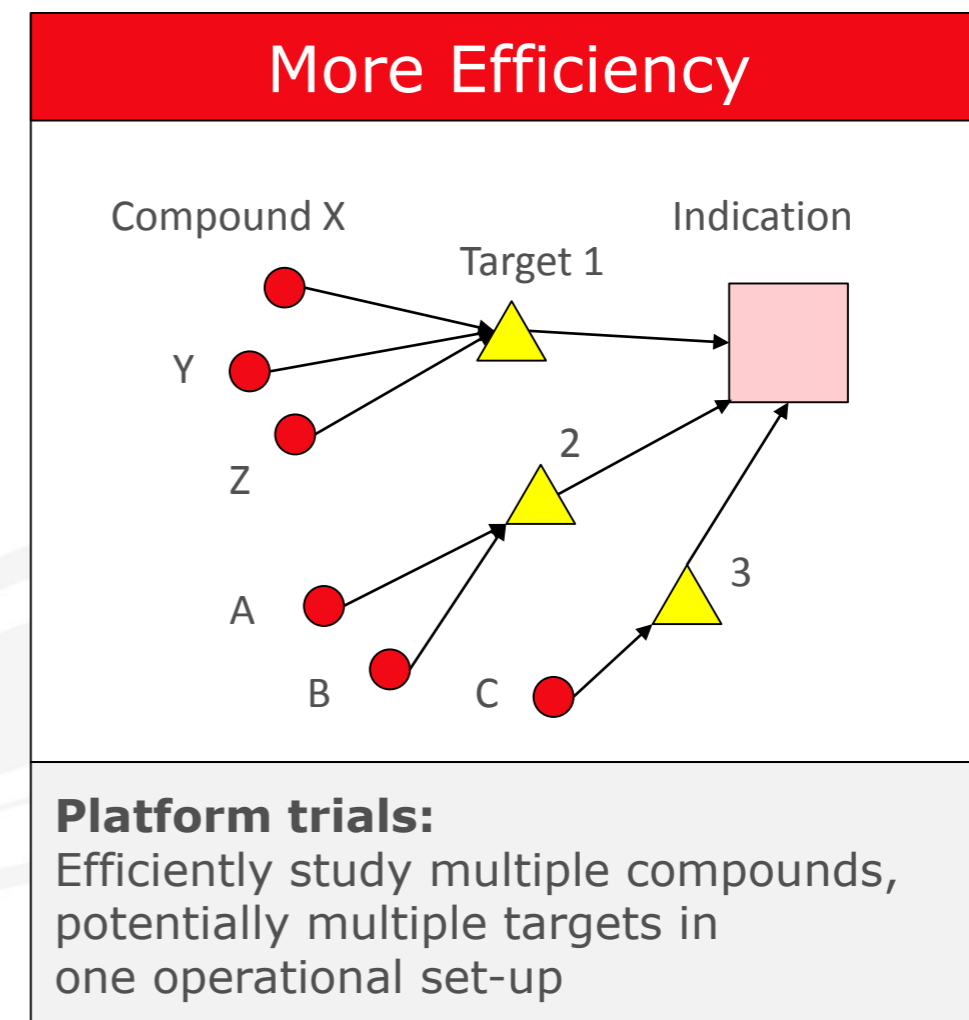 More Efficiency
Compound X
Indication
Target 1
Y
Z
2
A
3
B
C
Platform trials:
Efficiently study multiple compounds,
potentially multiple targets in
one operational set-up